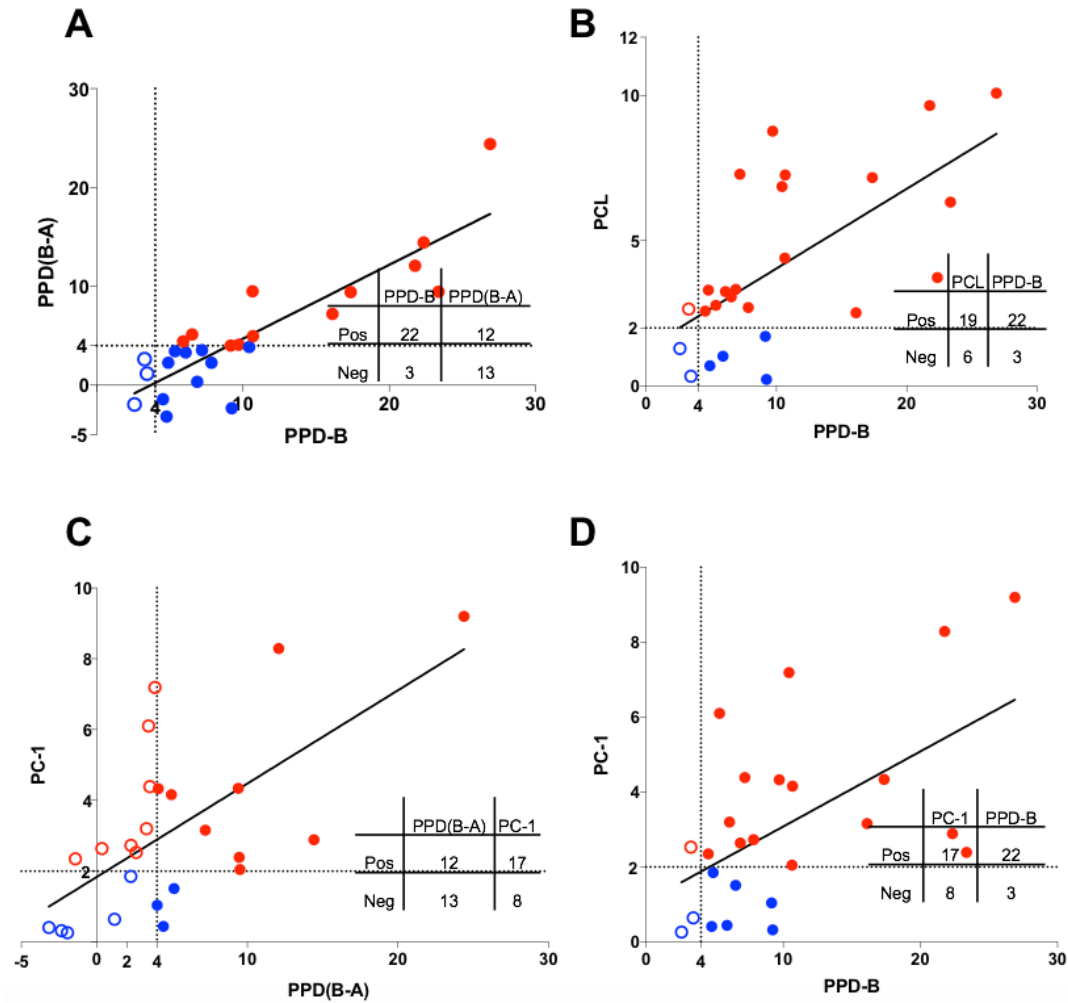 A
30
20
10
4
0
-5
PPD(B-A)
PPD-B PPD(B-A)
Pos 22 12
Neg 3 13
4 10 20 30
PPD-B
B
12
10
5
2
0
PCL
PCL PPD-B
Pos 19 22
Neg 6 3
0 4 10 20 30
PPD-B
C
10
8
6
4
2
PC-1
PPD(B-A) PC-1
Pos 12 17
Neg 13 8
-5 0 2 4 10 20 30
PPD(B-A)
D
10
8
6
4
2
0
PC-1
PC-1 PPD-B
Pos 17 22
Neg 8 3
0 4 10 20 30
PPD-B